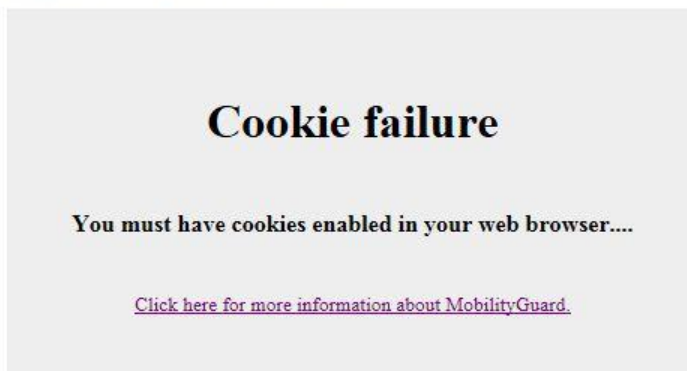 Cookie failure
You must have cookies enabled in your web browser....
Click here for more information about MobilityGuard.